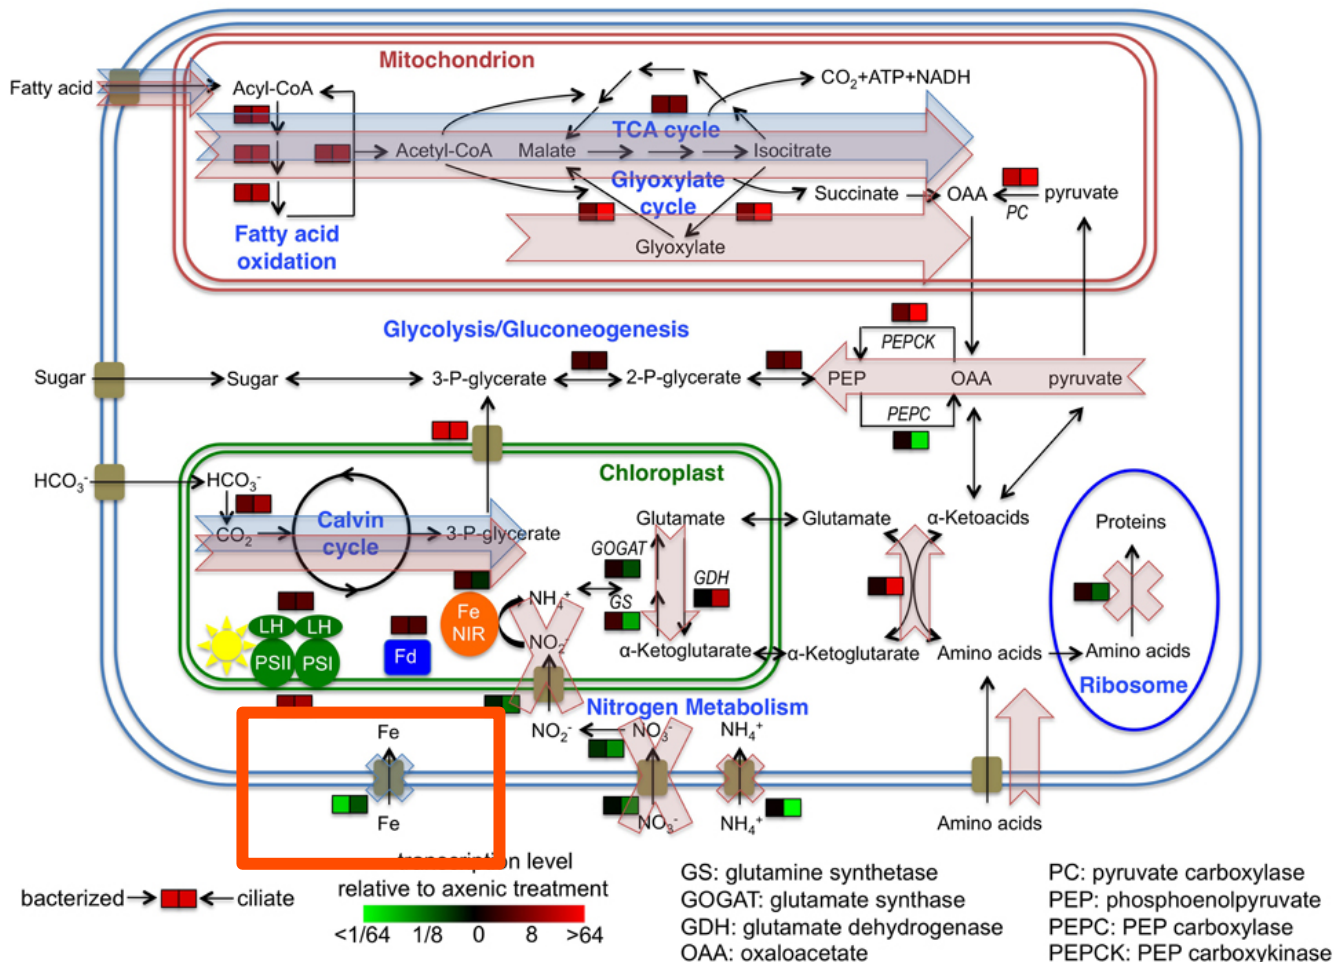 Mitochondrion
Fatty acid
Acyl-CoA
CO2+ATP+NADH
TCA cycle
Acetyl-CoA
Malate
Isocitrate
Glyoxylate
cycle
Succinate
OAA
pyruvate
PC
Fatty acid
oxidation
Glyoxylate
Glycolysis/Gluconeogenesis
PEPCK
Sugar
Sugar
3-P-glycerate
2-P-glycerate
PEP
OAA
pyruvate
PEPC
Chloroplast
HCO3-
HCO3-
Calvin
cycle
CO2
3-P-glycerate
Glutamate
Glutamate
α-Ketoacids
Proteins
GOGAT
GDH
GS
NH4+
Fe
NIR
LH
LH
PSII
PSI
Fd
NO2-
α-Ketoglutarate
α-Ketoglutarate
Amino acids
Amino acids
Ribosome
Nitrogen Metabolism
Fe
NO2-
NO3-
NH4+
Fe
NO3-
NH4+
Amino acids
transcription level
relative to axenic treatment
bacterized
ciliate
<1/64 1/8 0 8 >64
GS: glutamine synthetase
GOGAT: glutamate synthase
GDH: glutamate dehydrogenase
OAA: oxaloacetate
PC: pyruvate carboxylase
PEP: phosphoenolpyruvate
PEPC: PEP carboxylase
PEPCK: PEP carboxykinase